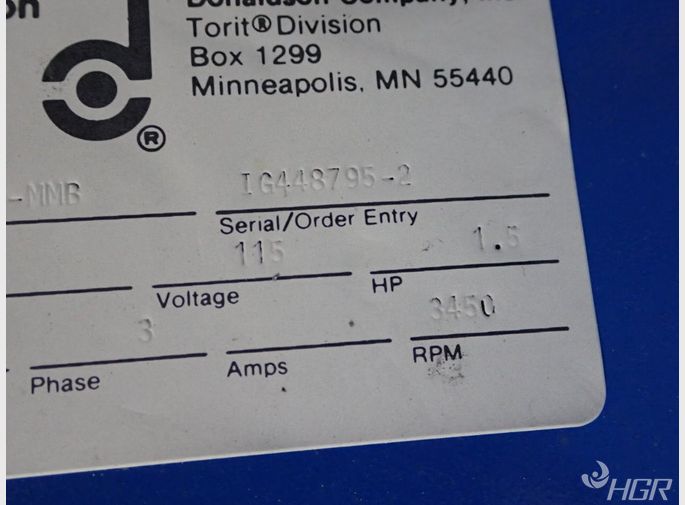 Torit® Division
Box 1299
Minneapolis, MN 55440
®
-MMB IG448795-2
Serial/Order Entry
115 1.5
Voltage HP
3 3450
Phase Amps RPM
HGR